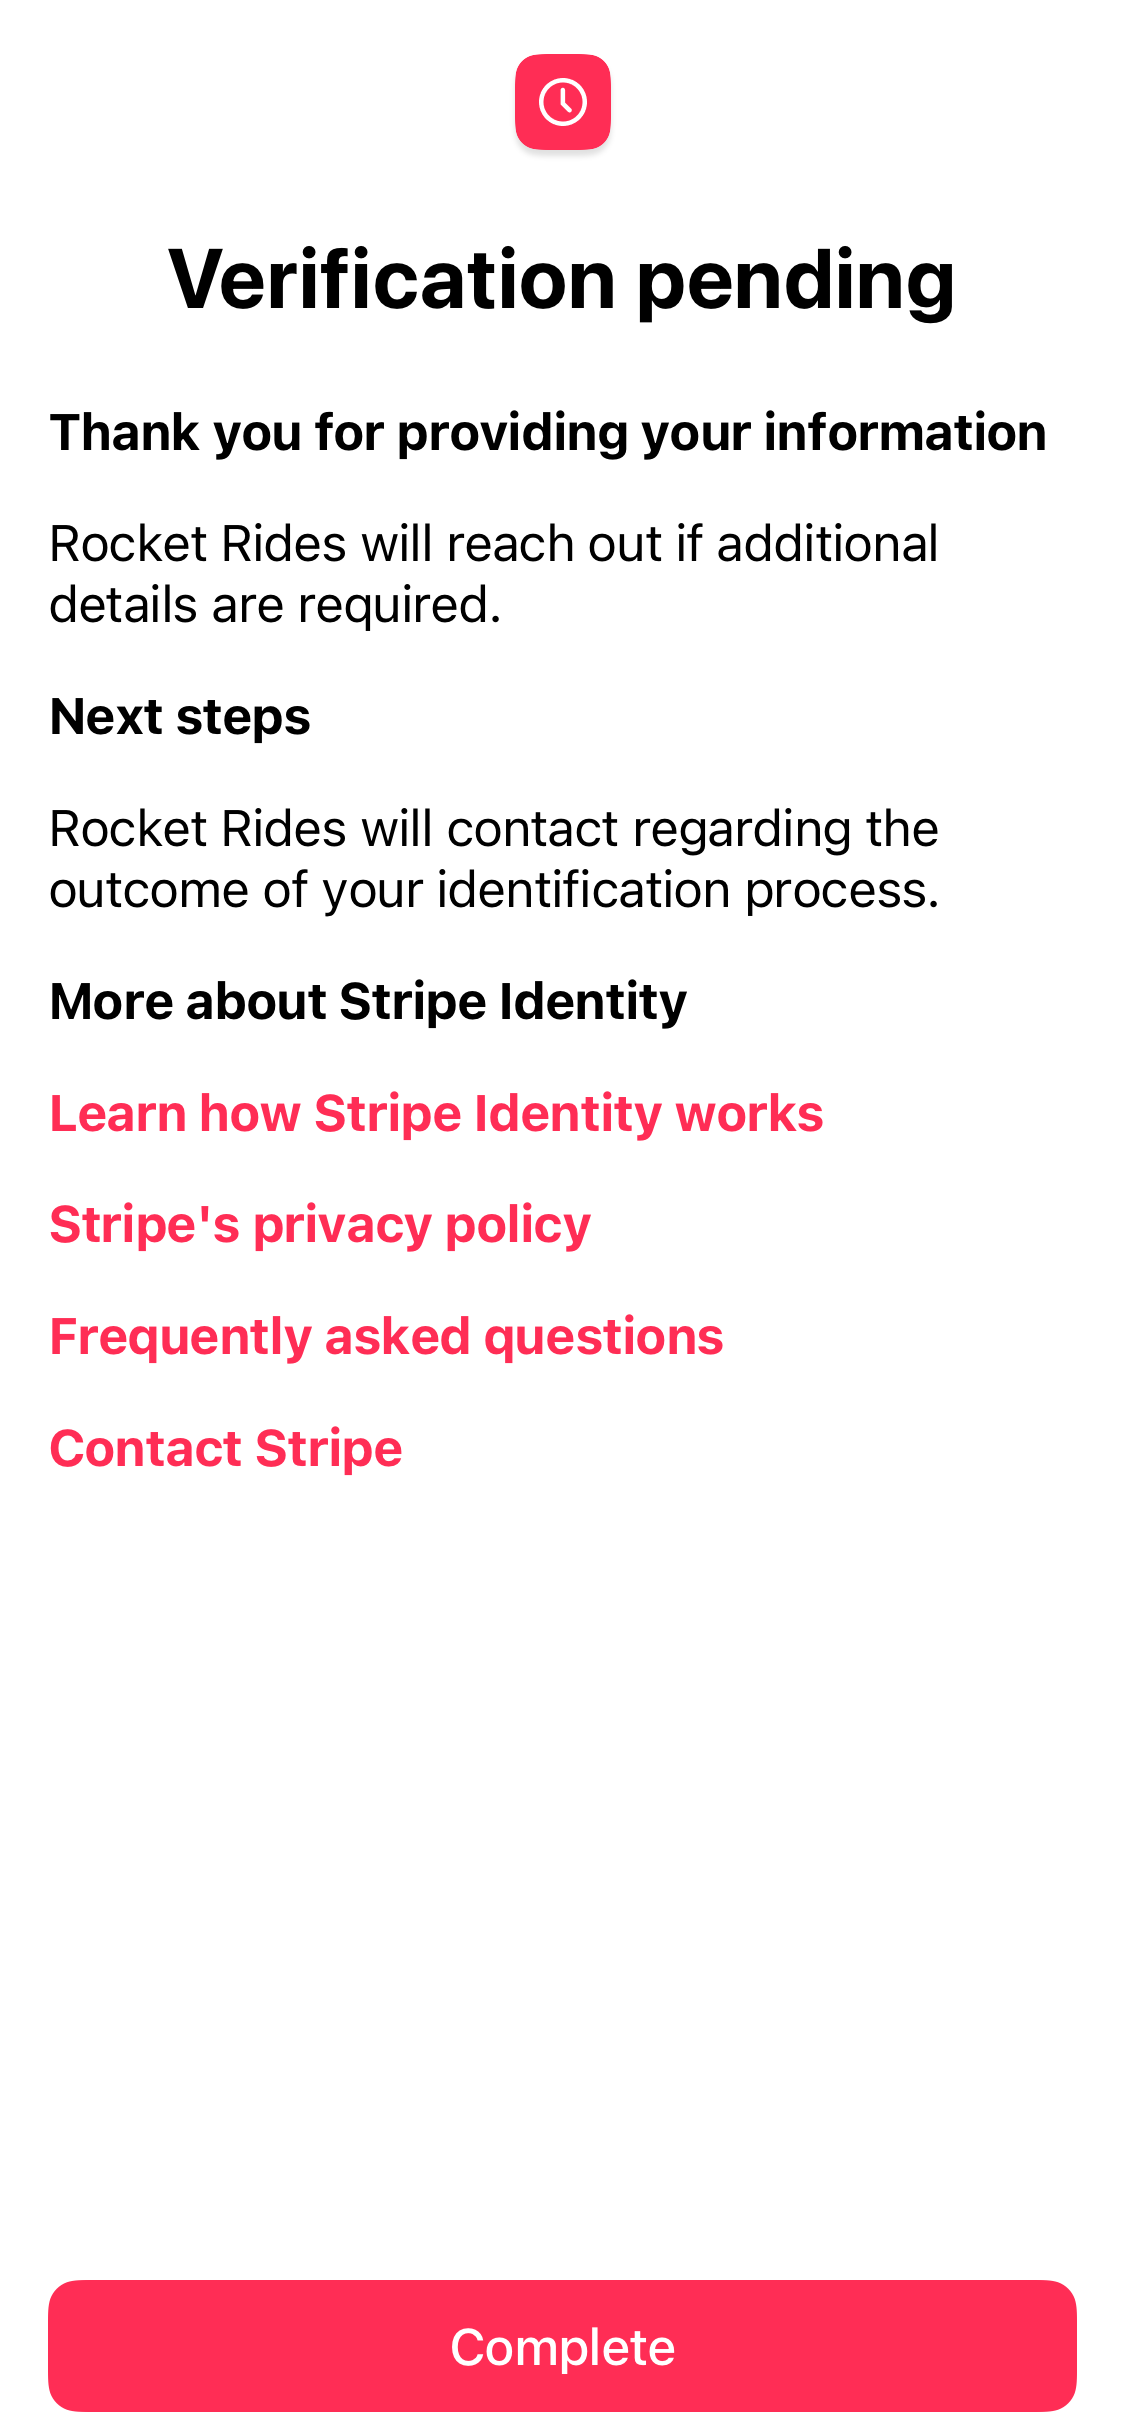 Verification pending
Thank you for providing your information
Rocket Rides will reach out if additional
details are required.
Next steps
Rocket Rides will contact regarding the
outcome of your identification process.
More about Stripe Identity
Learn how Stripe Identity works
Stripe's privacy policy
Frequently asked questions
Contact Stripe
Complete